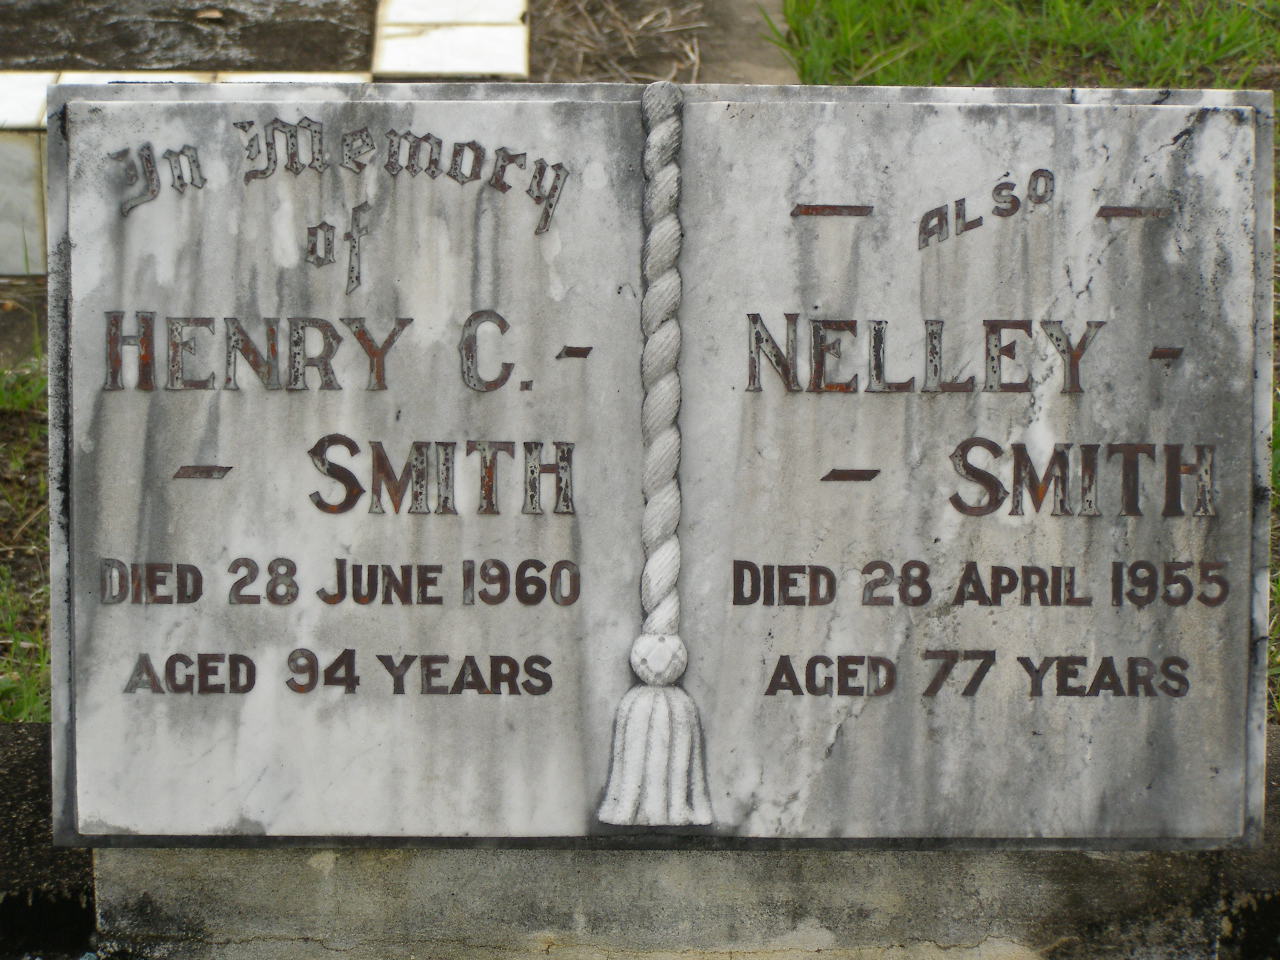 In Memory
of
HENRY C. -
- SMITH
DIED 28 JUNE 1960
AGED 94 YEARS
- ALSO -
NELLEY -
- SMITH
DIED 28 APRIL 1955
AGED 77 YEARS